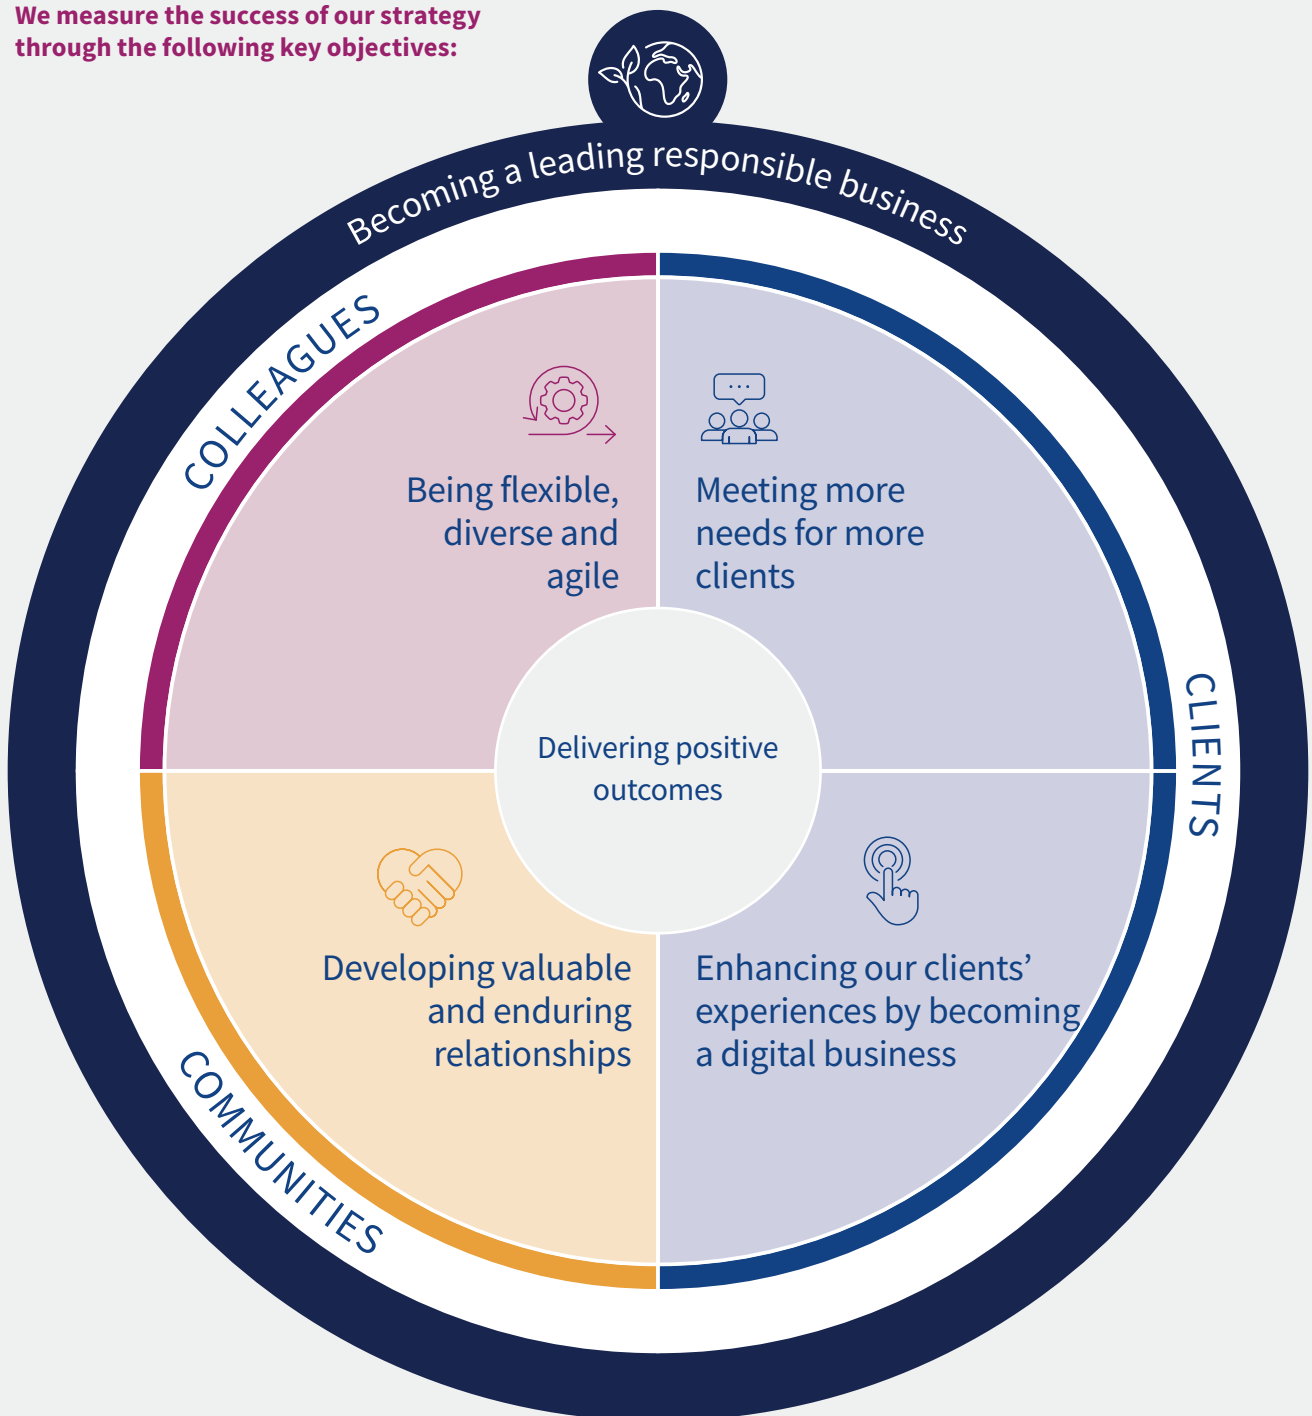 We measure the success of our strategy
through the following key objectives:
Becoming a leading responsible business
COLLEAGUES
Being flexible,
diverse and
agile
Meeting more
needs for more
clients
CLIENTS
Delivering positive
outcomes
Developing valuable
and enduring
relationships
Enhancing our clients’
experiences by becoming
a digital business
COMMUNITIES